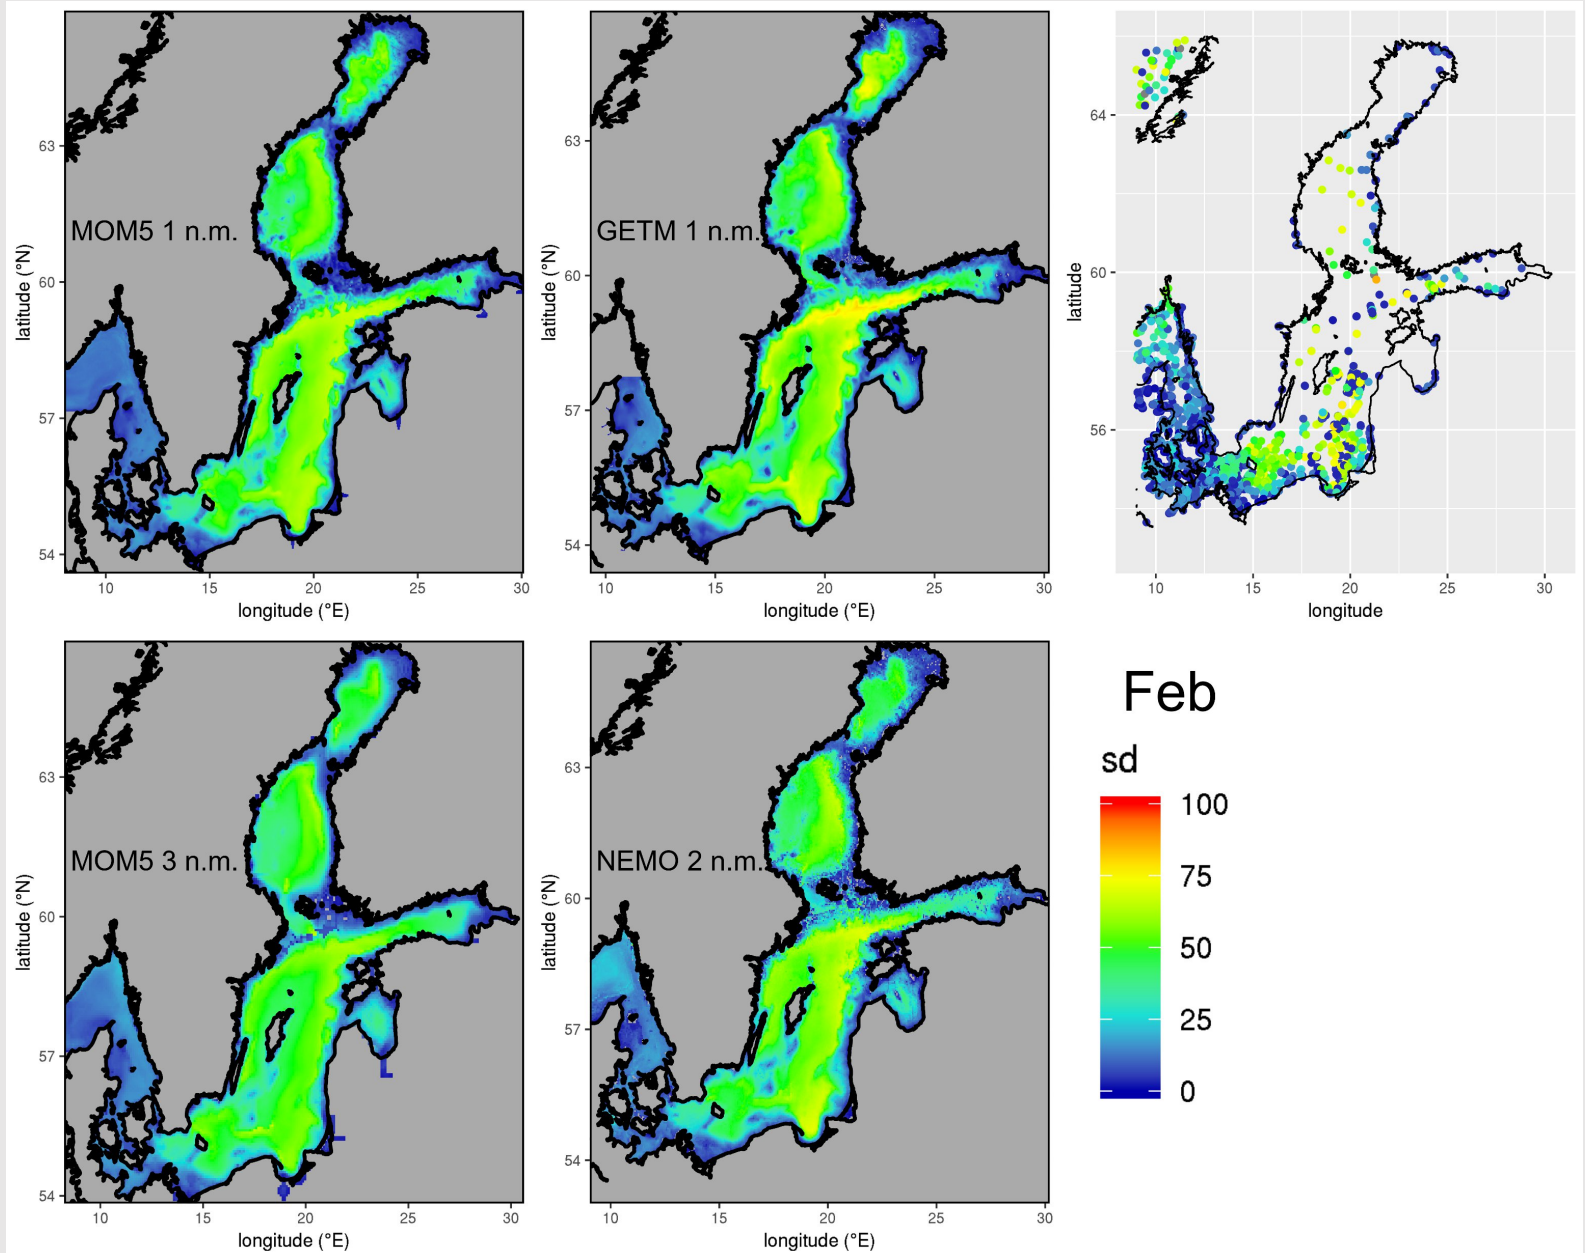 63
60
57
54
latitude (°N)
MOM5 1 n.m.
10 15 20 25 30
longitude (°E)
63
60
57
54
latitude (°N)
GETM 1 n.m.
10 15 20 25 30
longitude (°E)
64
60
56
latitude
10 15 20 25 30
longitude
63
60
57
54
latitude (°N)
MOM5 3 n.m.
10 15 20 25 30
longitude (°E)
63
60
57
54
latitude (°N)
NEMO 2 n.m.
10 15 20 25 30
longitude (°E)
Feb
sd
100
75
50
25
0